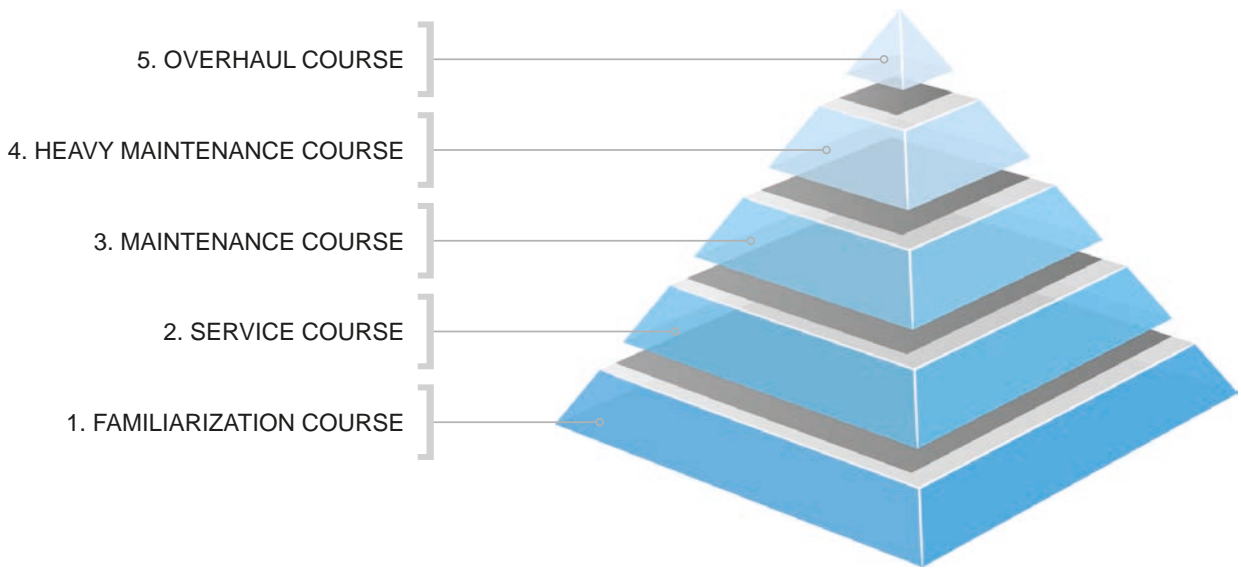 5. OVERHAUL COURSE
4. HEAVY MAINTENANCE COURSE
3. MAINTENANCE COURSE
2. SERVICE COURSE
1. FAMILIARIZATION COURSE